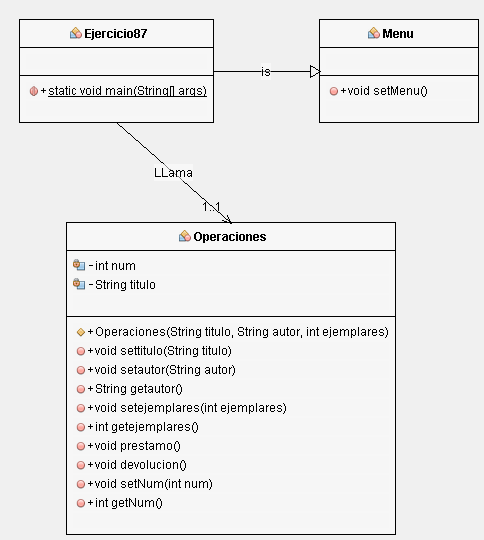 Ejercicio87
Menu
+static void main(String[] args)
is
+void setMenu()
LLama
1..1
Operaciones
-int num
-String titulo
+Operaciones(String titulo, String autor, int ejemplares)
+void settitulo(String titulo)
+void setautor(String autor)
+String getautor()
+void setejemplares(int ejemplares)
+int getejemplares()
+void prestamo()
+void devolucion()
+void setNum(int num)
+int getNum()